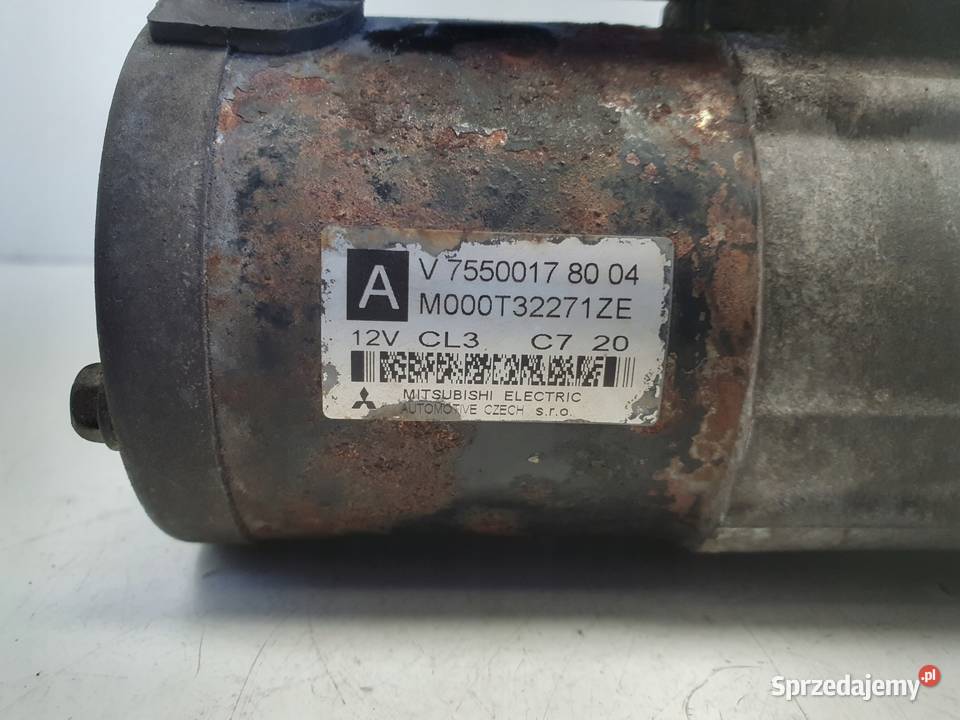 A
V 7550017 80 04
M000T32271ZE
12V CL3 C7 20
MITSUBISHI ELECTRIC
AUTOMOTIVE CZECH s.r.o.
Sprzedajemy.pl